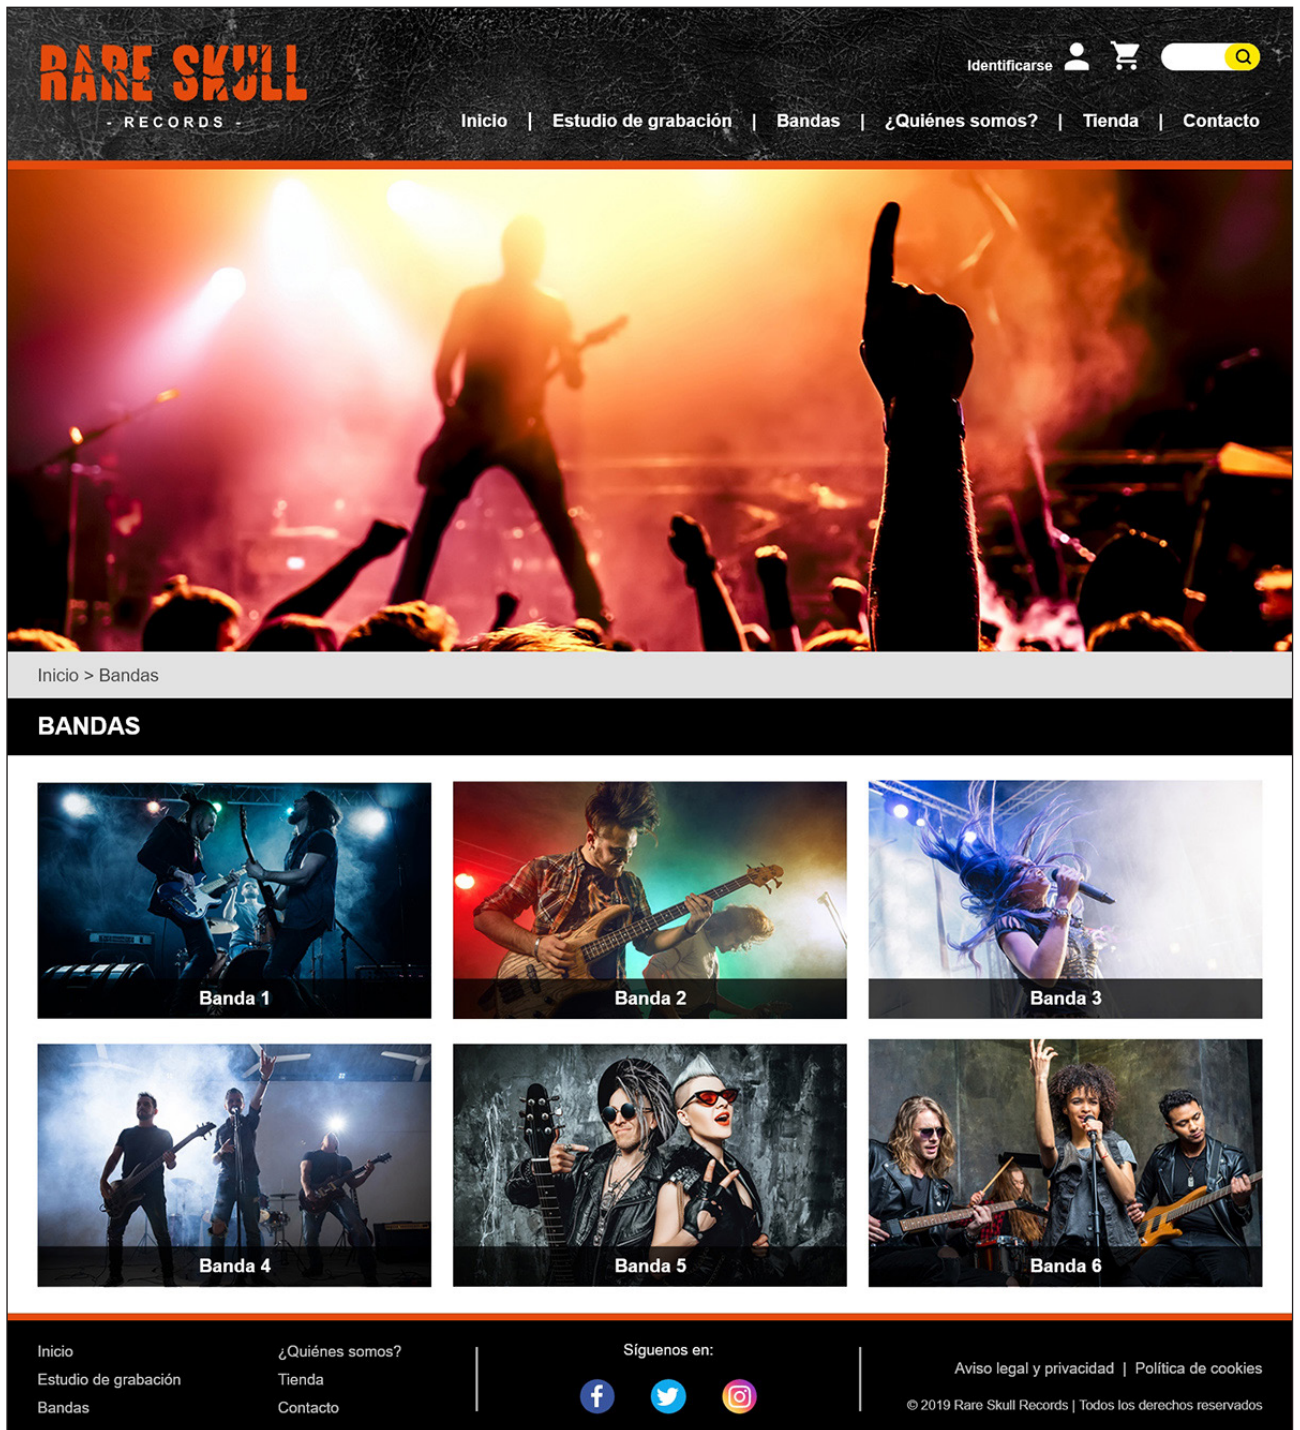 RARE SKULL
- RECORDS -
Identificarse
Inicio | Estudio de grabación | Bandas | ¿Quiénes somos? | Tienda | Contacto
Inicio > Bandas
BANDAS
Banda 1
Banda 2
Banda 3
Banda 4
Banda 5
Banda 6
Inicio
Estudio de grabación
Bandas
¿Quiénes somos?
Tienda
Contacto
Síguenos en:
Aviso legal y privacidad | Política de cookies
© 2019 Rare Skull Records | Todos los derechos reservados